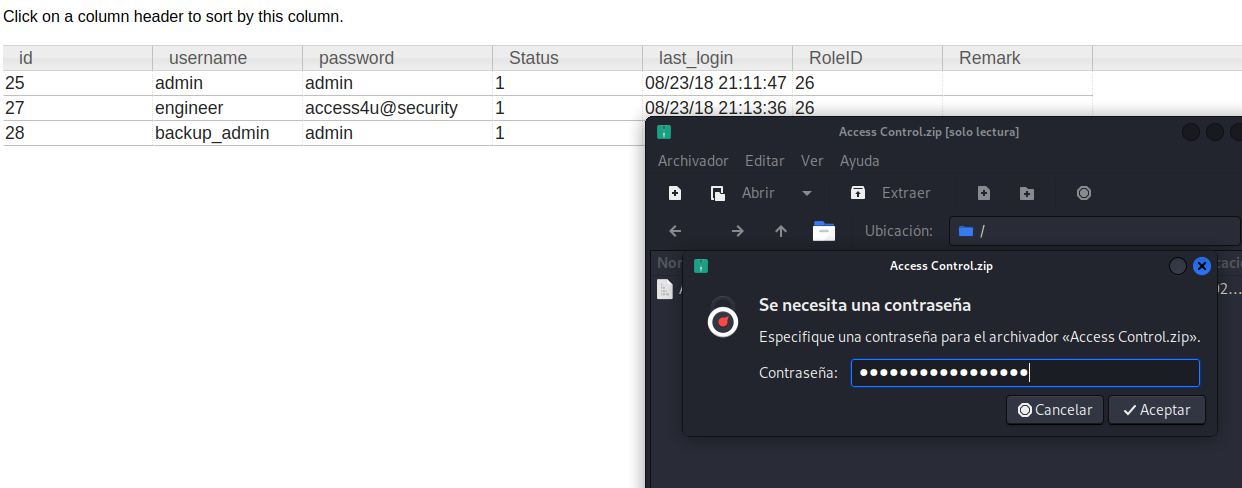 Click on a column header to sort by this column.
id username password Status last_login RoleID Remark
25 admin admin 1 08/23/18 21:11:47 26
27 engineer access4u@security 1 08/23/18 21:13:36 26
28 backup_admin admin 1
Access Control.zip [solo lectura]
Archivador Editar Ver Ayuda
Abrir Extraer
Ubicación: /
Access Control.zip
Se necesita una contraseña
Especifique una contraseña para el archivador «Access Control.zip».
Contraseña: ●●●●●●●●●●●●●●●●●
Cancelar Aceptar